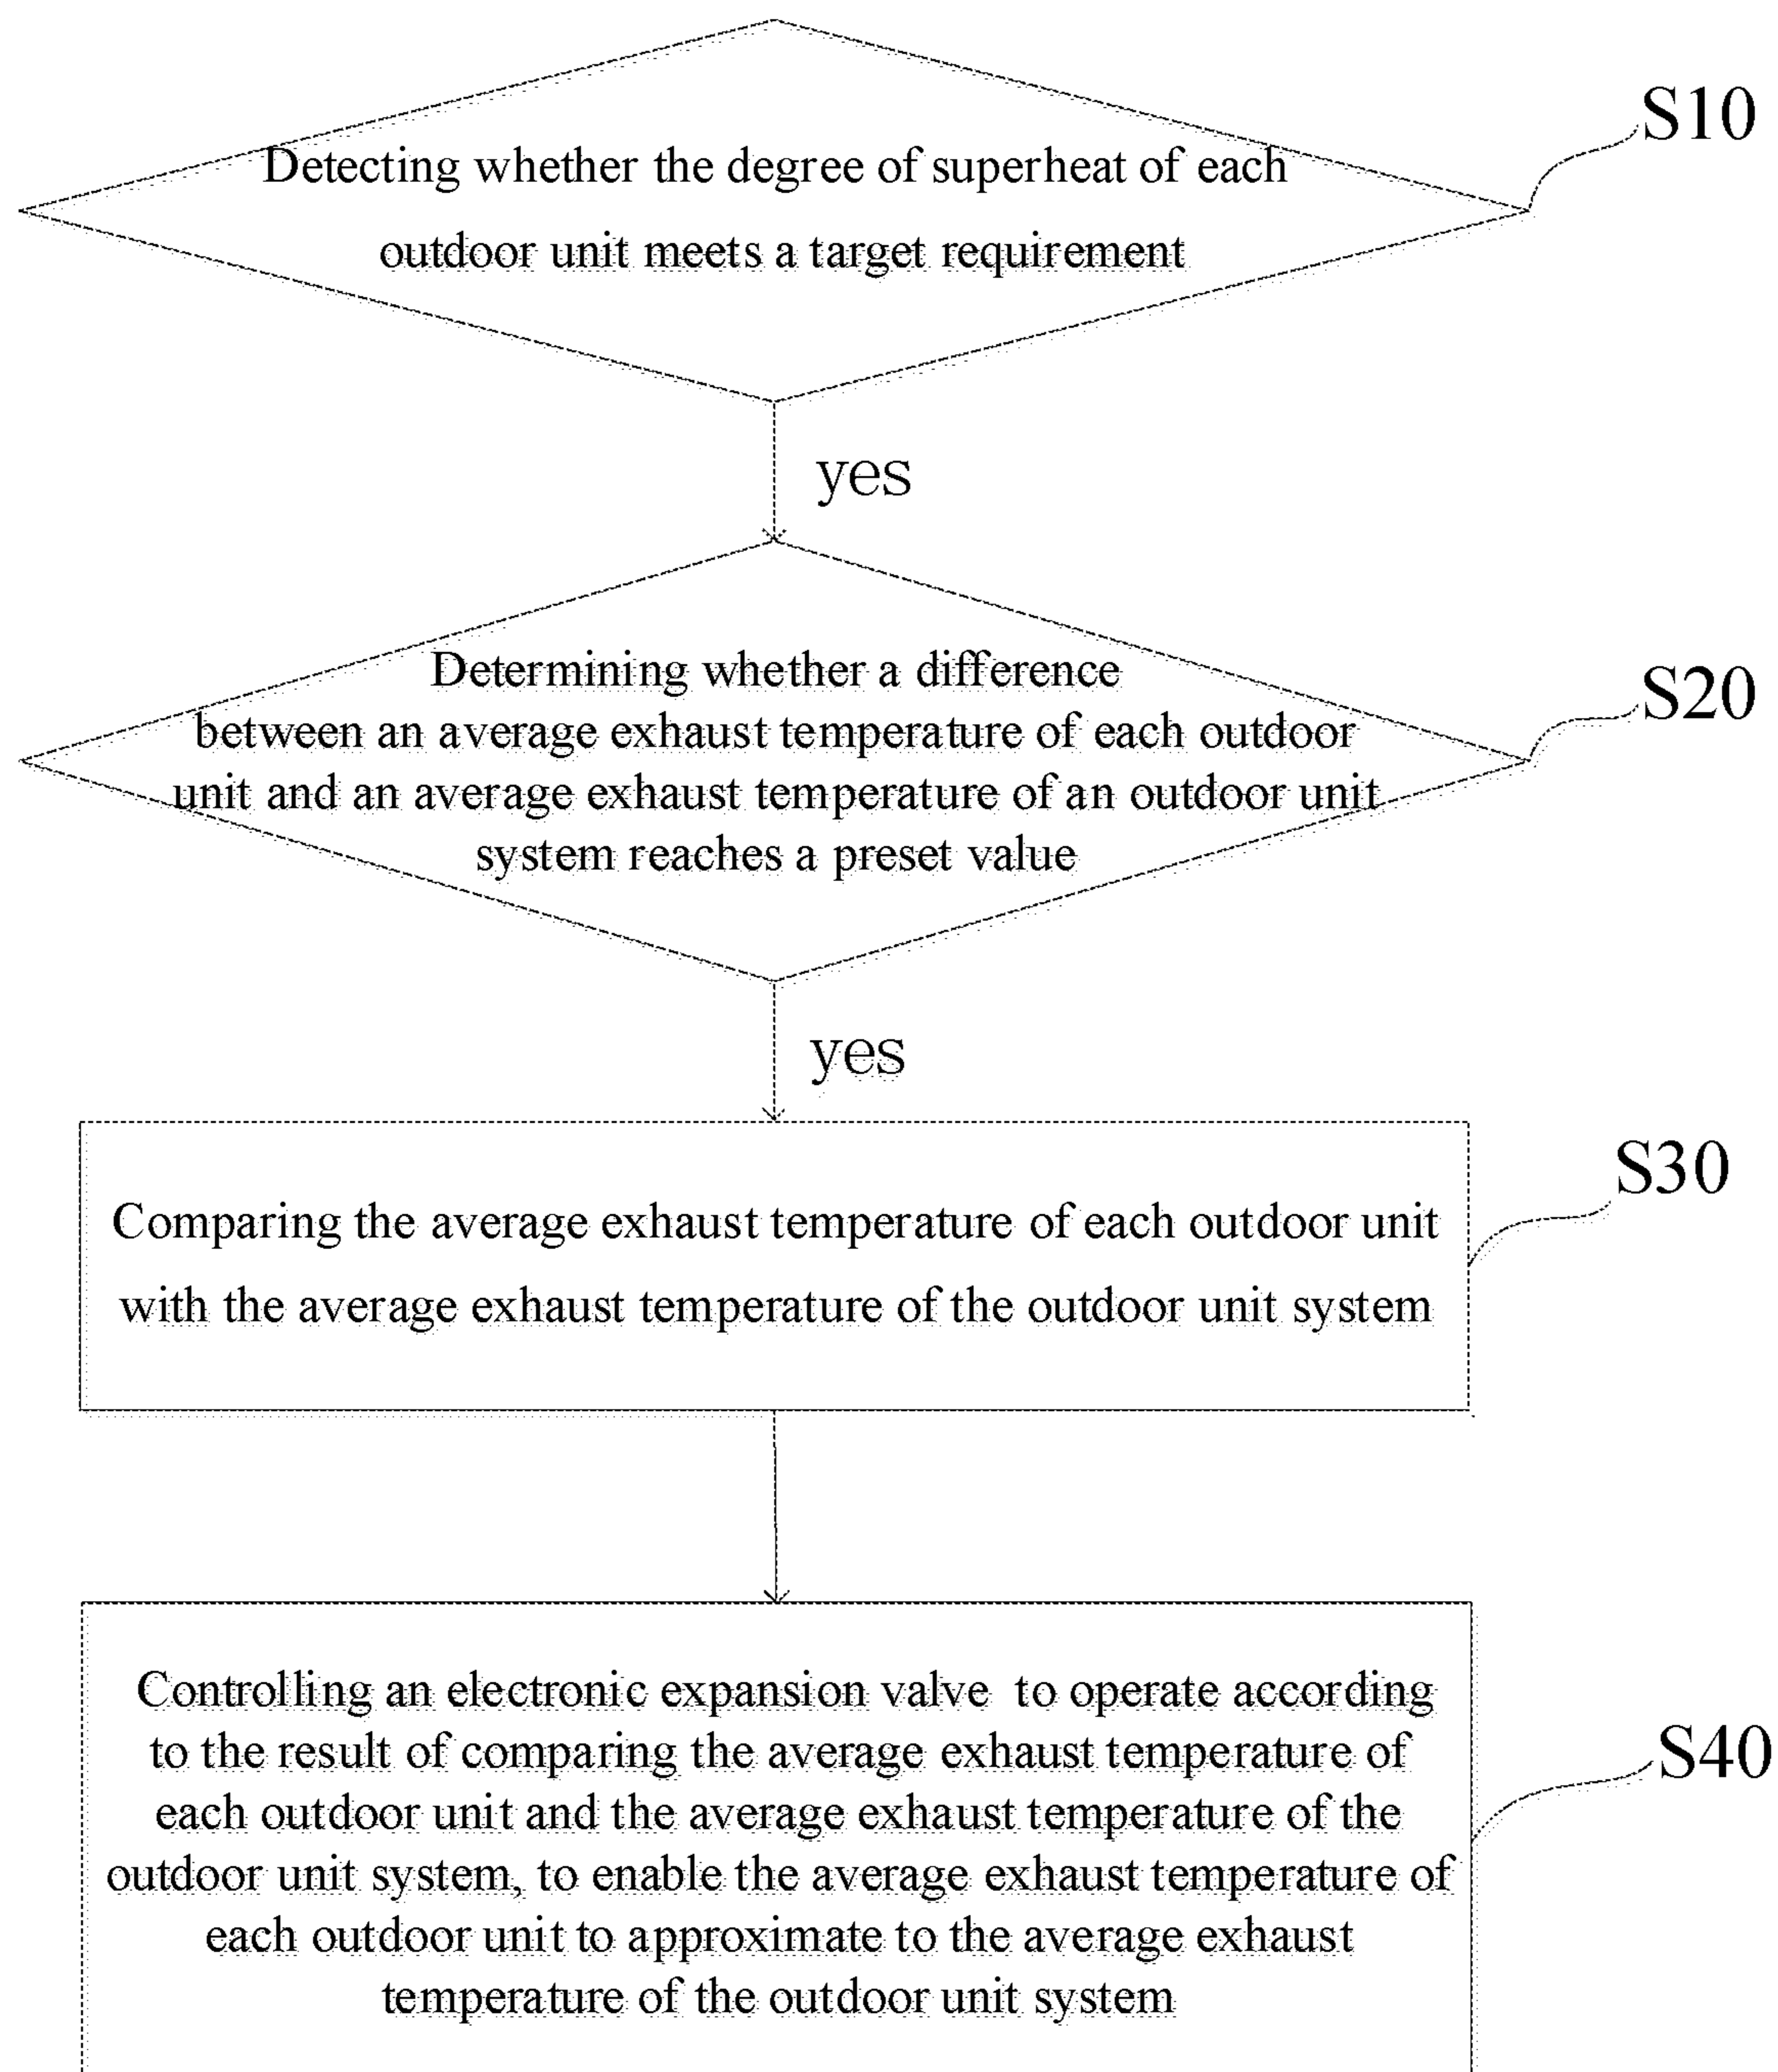 S10
Detecting whether the degree of superheat of each
outdoor unit meets a target requirement
yes
S20
Determining whether a difference
between an average exhaust temperature of each outdoor
unit and an average exhaust temperature of an outdoor unit
system reaches a preset value
yes
S30
Comparing the average exhaust temperature of each outdoor unit
with the average exhaust temperature of the outdoor unit system
S40
Controlling an electronic expansion valve to operate according
to the result of comparing the average exhaust temperature of
each outdoor unit and the average exhaust temperature of the
outdoor unit system, to enable the average exhaust temperature of
each outdoor unit to approximate to the average exhaust
temperature of the outdoor unit system